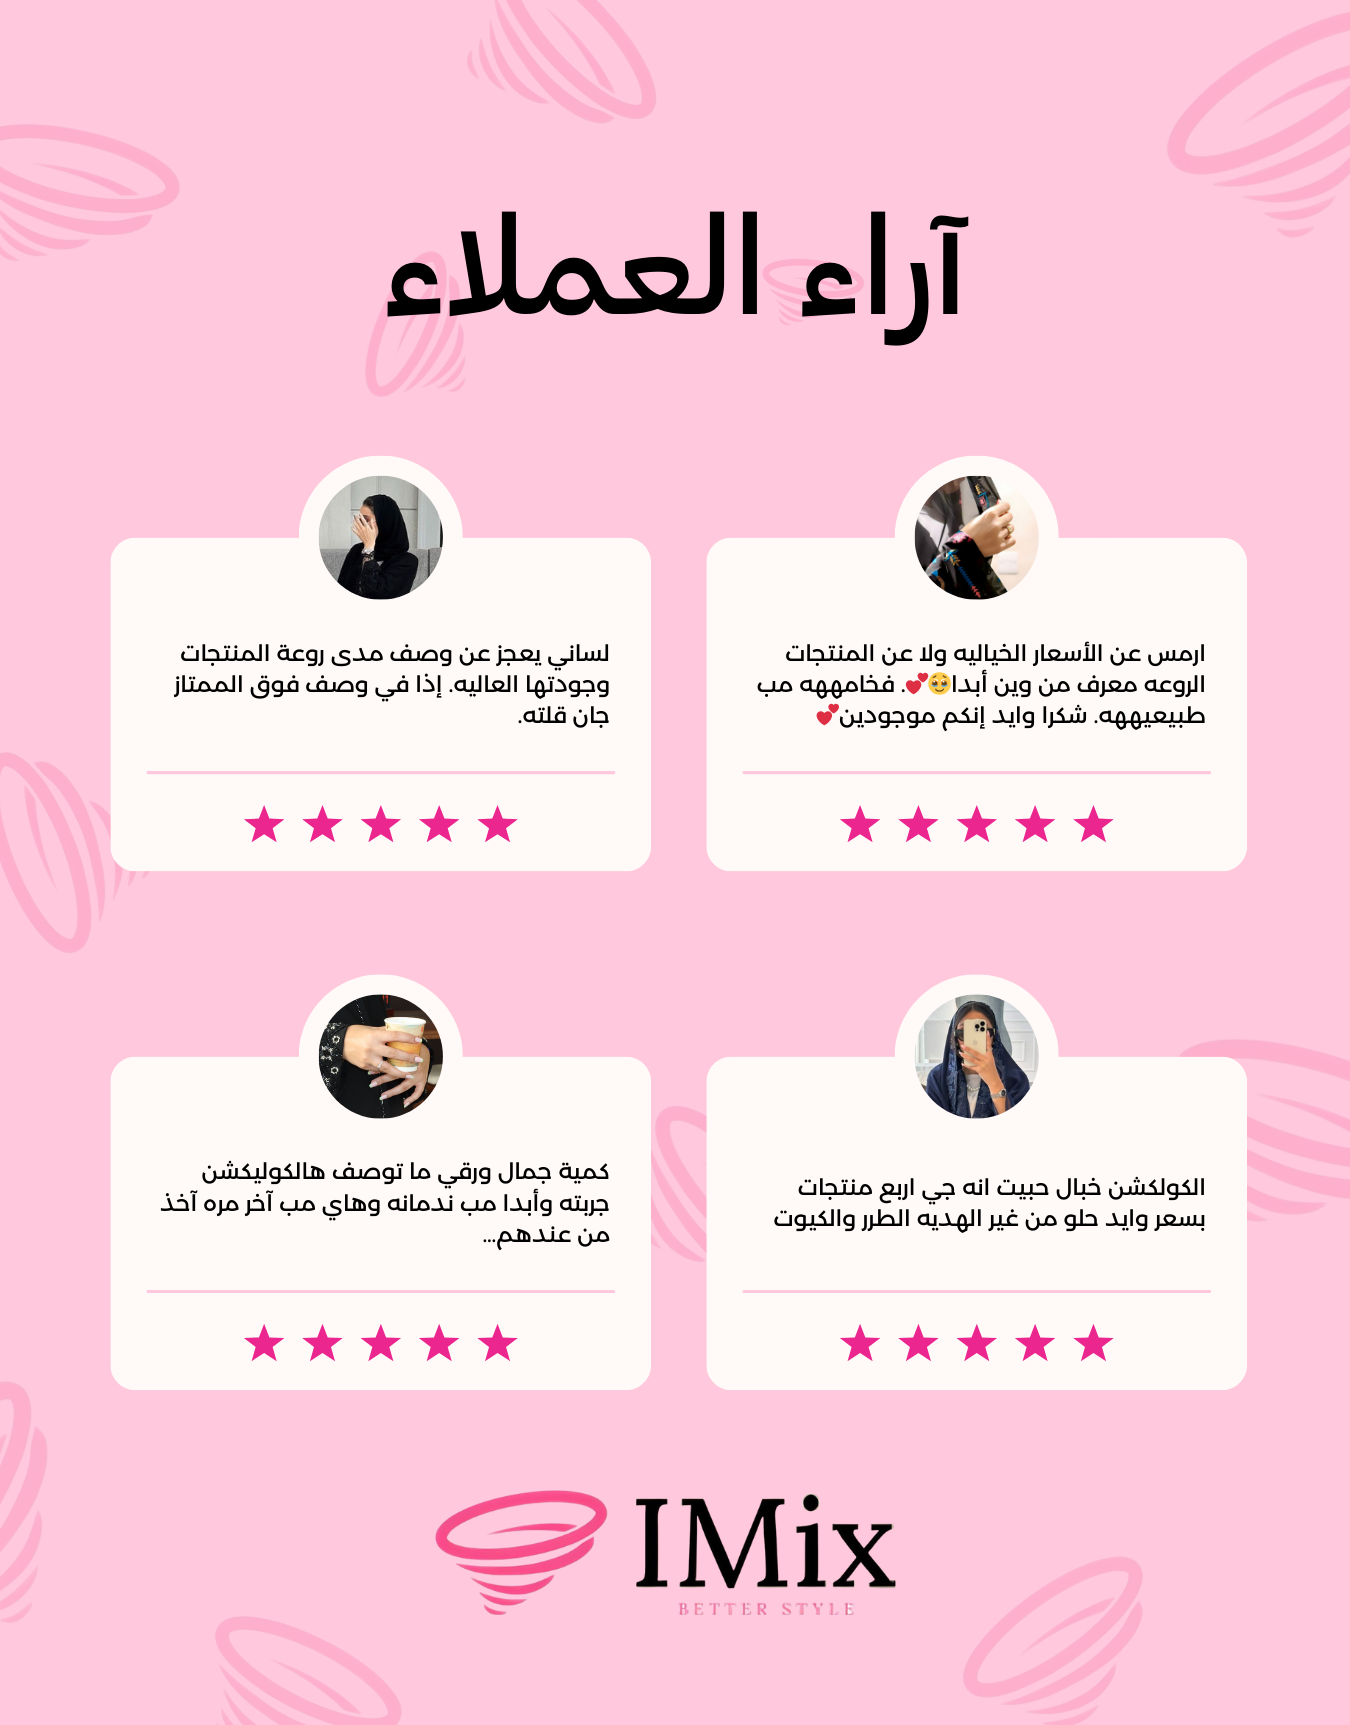 آراء العملاء
ارمس عن الأسعار الخياليه ولا عن المنتجات
الروعه معرف من وين أبدا🥹💕. فخامههه مب
طبيعيههه. شكرا وايد إنكم موجودين💕
لساني يعجز عن وصف مدى روعة المنتجات
وجودتها العاليه. إذا في وصف فوق الممتاز
جان قلته.
الكولكشن خبال حبيت انه جي اربع منتجات
بسعر وايد حلو من غير الهديه الطرر والكيوت
كمية جمال ورقي ما توصف هالكوليكشن
جربته وأبدا مب ندمانه وهاي مب آخر مره آخذ
من عندهم...
IMix
BETTER STYLE